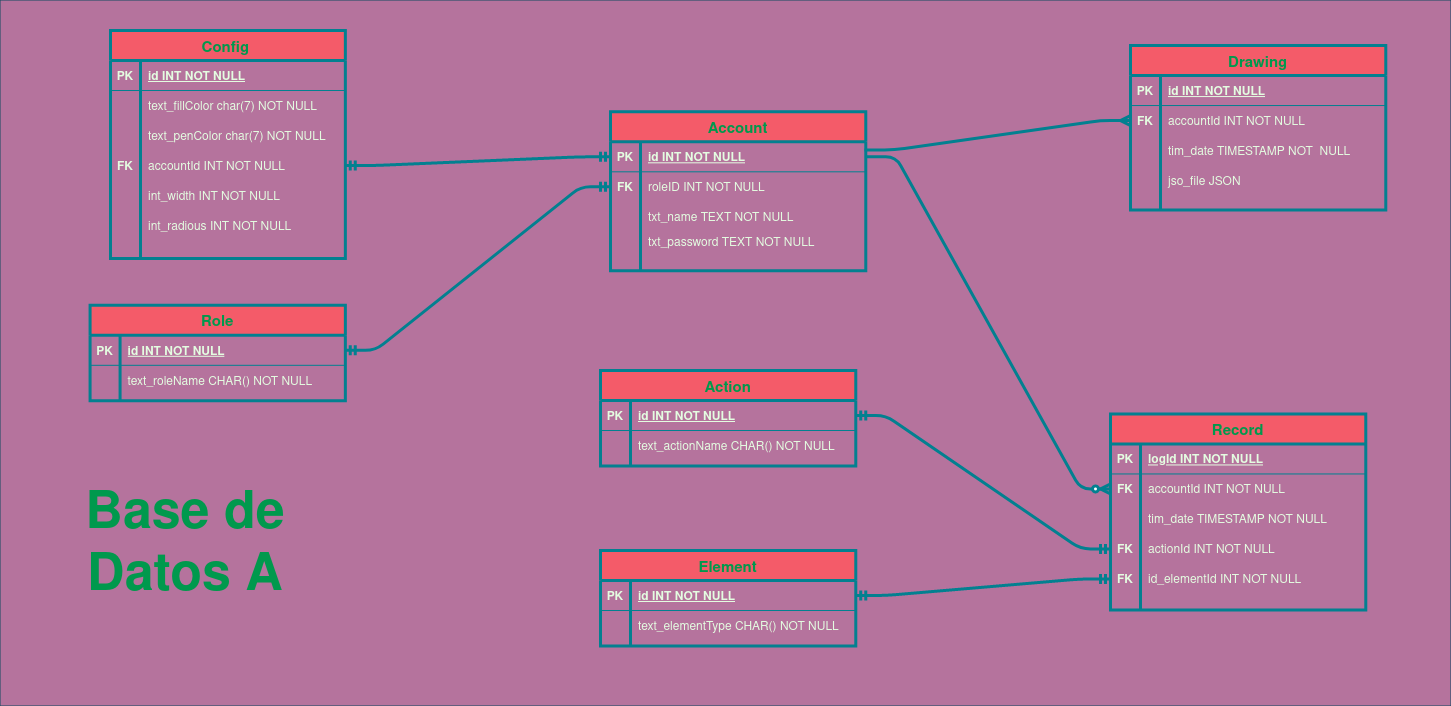 Config
PK id INT NOT NULL
text_fillColor char(7) NOT NULL
text_penColor char(7) NOT NULL
FK accountId INT NOT NULL
int_width INT NOT NULL
int_radious INT NOT NULL
Role
PK id INT NOT NULL
text_roleName CHAR() NOT NULL
Base de
Datos A
Account
PK id INT NOT NULL
FK roleID INT NOT NULL
txt_name TEXT NOT NULL
txt_password TEXT NOT NULL
Action
PK id INT NOT NULL
text_actionName CHAR() NOT NULL
Element
PK id INT NOT NULL
text_elementType CHAR() NOT NULL
Drawing
PK id INT NOT NULL
FK accountId INT NOT NULL
tim_date TIMESTAMP NOT  NULL
jso_file JSON
Record
PK logId INT NOT NULL
FK accountId INT NOT NULL
tim_date TIMESTAMP NOT NULL
FK actionId INT NOT NULL
FK id_elementId INT NOT NULL